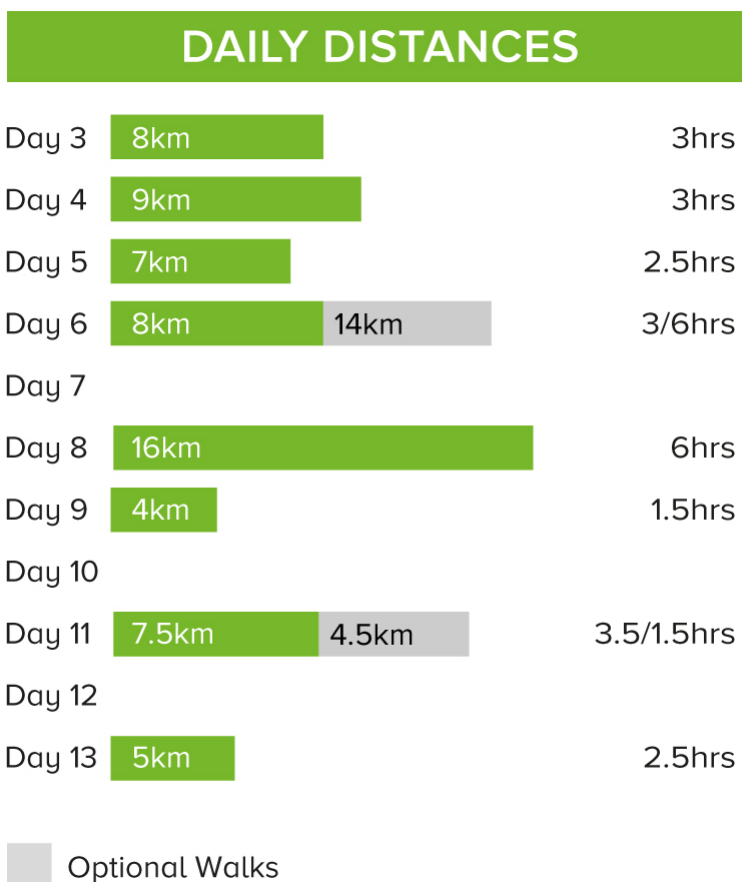 DAILY DISTANCES
Day 3 8km 3hrs
Day 4 9km 3hrs
Day 5 7km 2.5hrs
Day 6 8km 14km 3/6hrs
Day 7
Day 8 16km 6hrs
Day 9 4km 1.5hrs
Day 10
Day 11 7.5km 4.5km 3.5/1.5hrs
Day 12
Day 13 5km 2.5hrs
Optional Walks